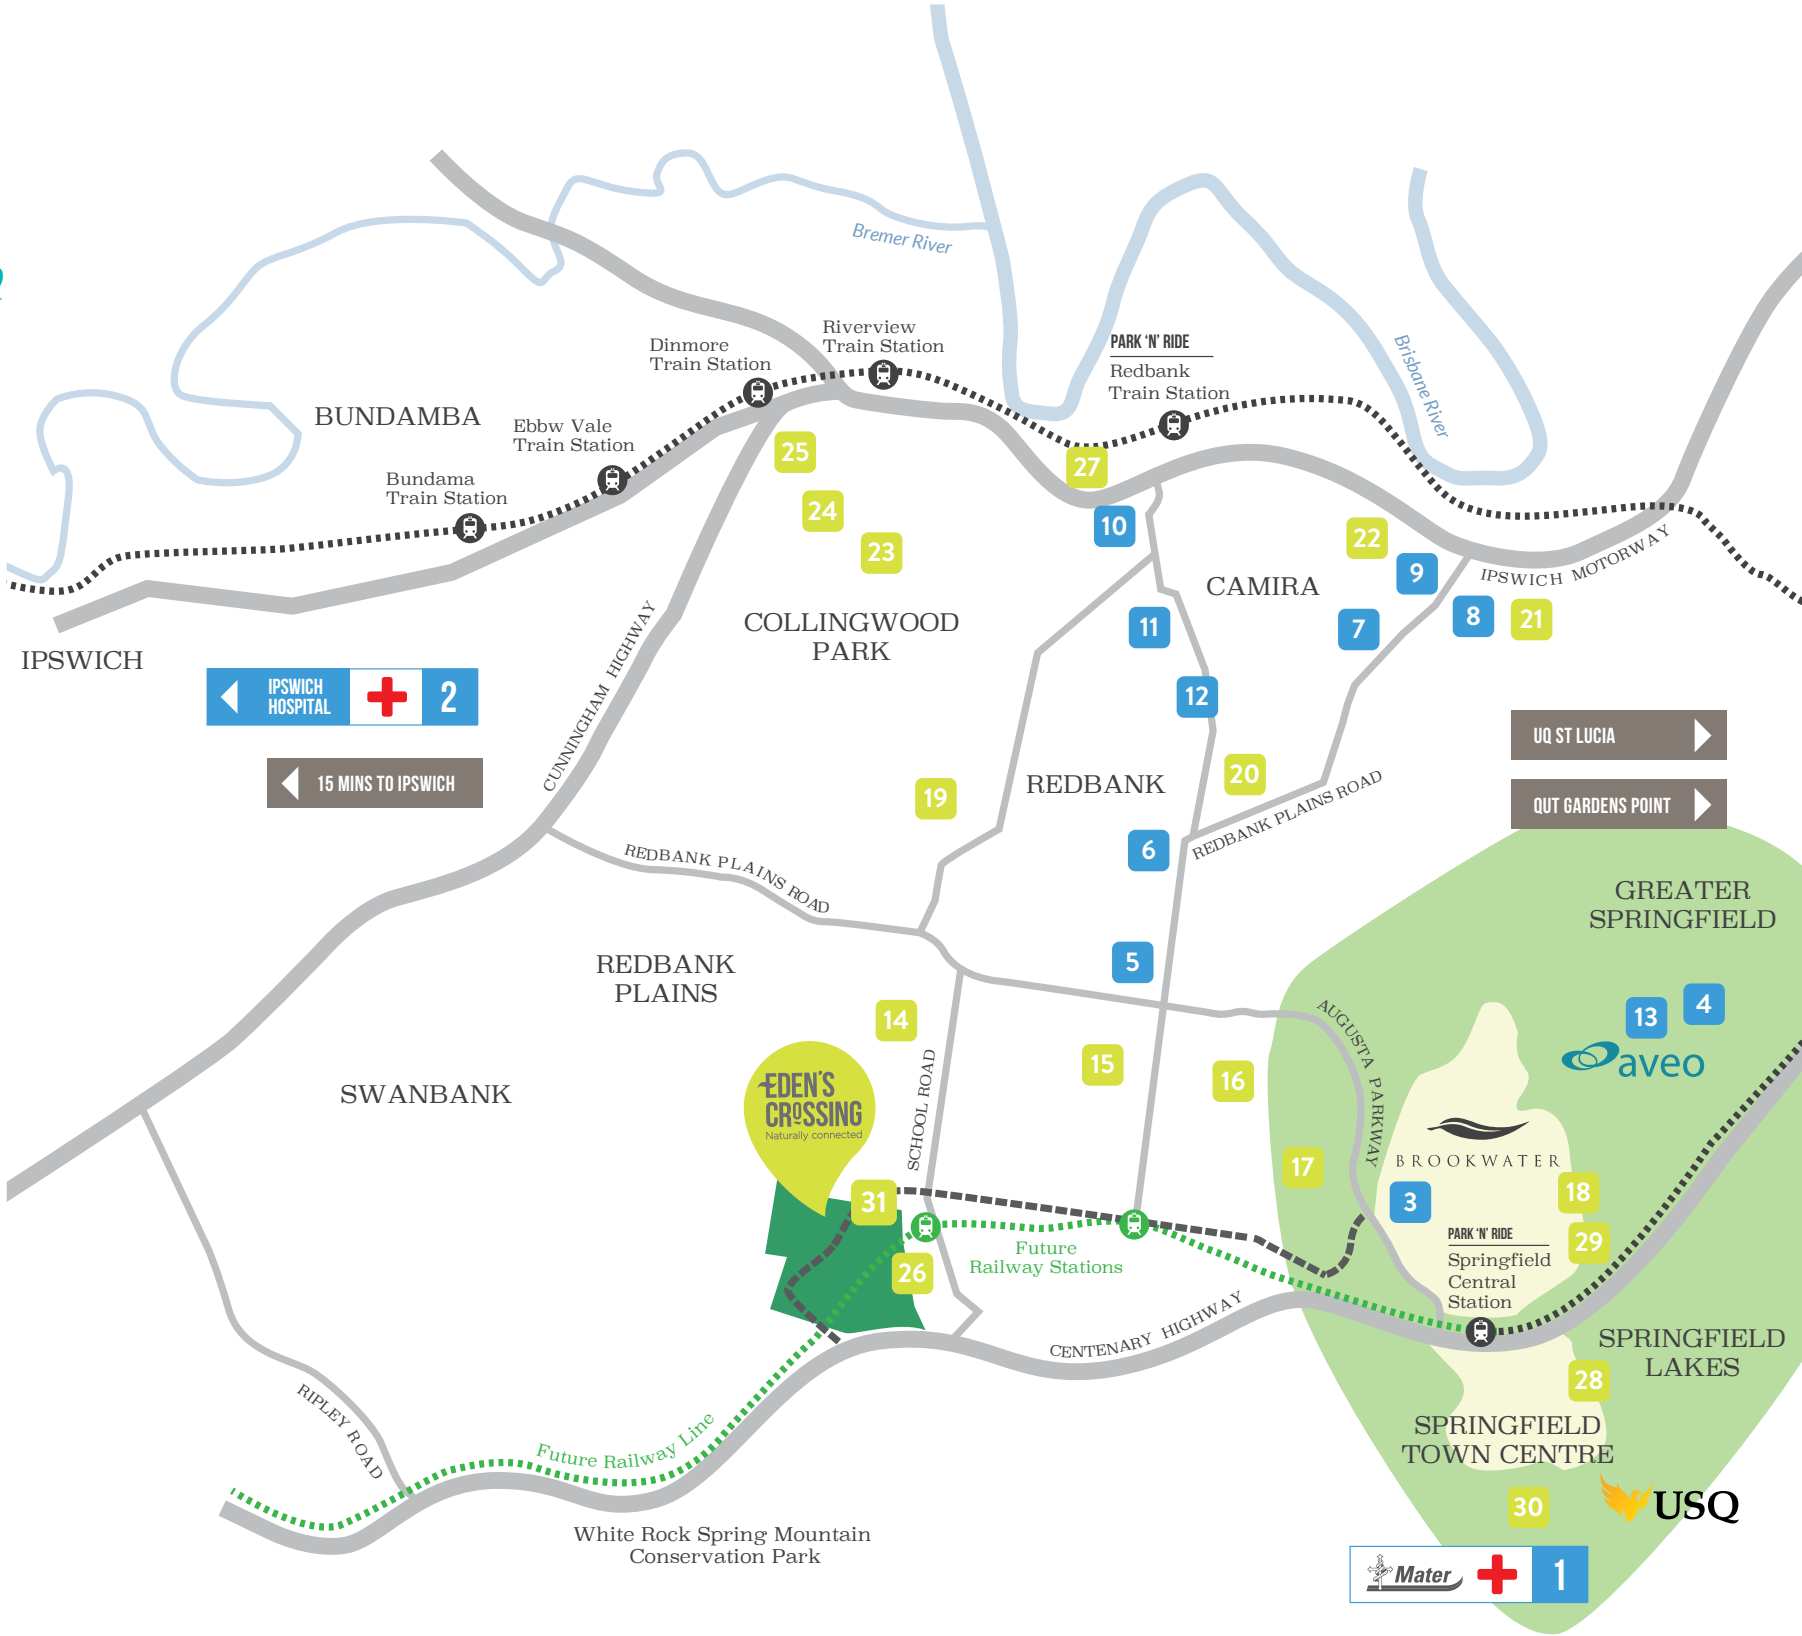 Bremer River
Brisbane River
Riverview
Train Station
Dinmore
Train Station
PARK ‘N’ RIDE
Redbank
Train Station
BUNDAMBA
Ebbw Vale
Train Station
Bundama
Train Station
25
27
24
10
22
23
9
IPSWICH MOTORWAY
CAMIRA
COLLINGWOOD
PARK
11
7
8
21
IPSWICH
IPSWICH
HOSPITAL
2
CUNNINGHAM HIGHWAY
12
UQ ST LUCIA
15 MINS TO IPSWICH
REDBANK
20
19
QUT GARDENS POINT
REDBANK PLAINS ROAD
REDBANK PLAINS ROAD
6
GREATER
SPRINGFIELD
REDBANK
PLAINS
5
14
13
4
AUGUSTA PARKWAY
aveo
15
16
SWANBANK
EDEN'S
CROSSING
Naturally connected
SCHOOL ROAD
BROOKWATER
17
18
31
3
PARK ‘N’ RIDE
Springfield
Central
Station
29
Future
Railway Stations
26
CENTENARY HIGHWAY
SPRINGFIELD
LAKES
28
RIPLEY ROAD
Future Railway Line
SPRINGFIELD
TOWN CENTRE
30
USQ
White Rock Spring Mountain
Conservation Park
Mater
1